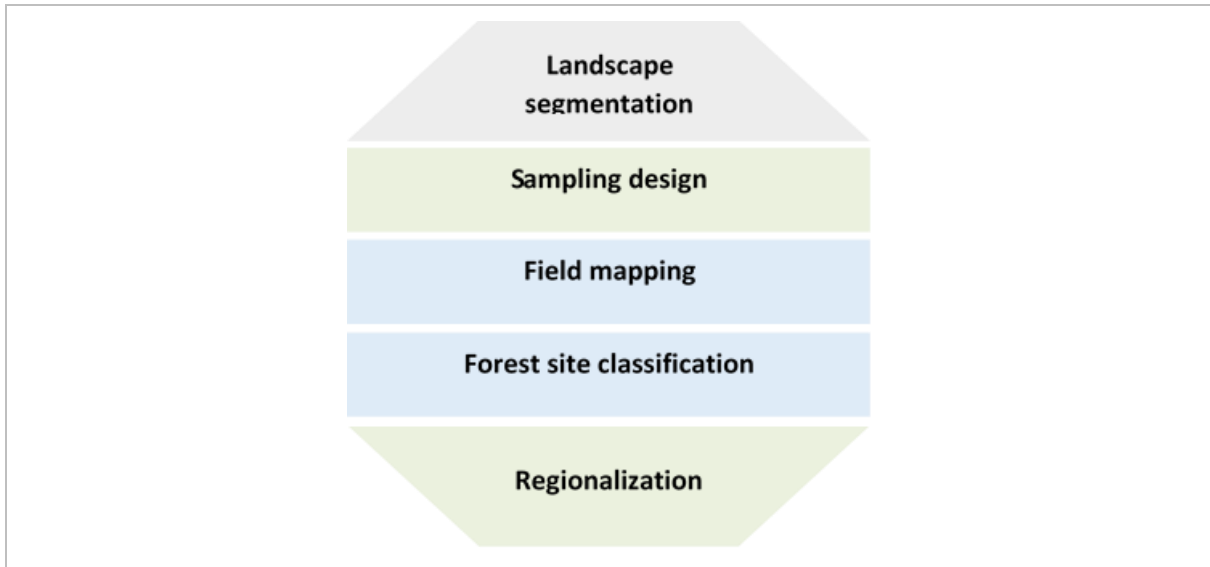 Landscape
segmentation
Sampling design
Field mapping
Forest site classification
Regionalization